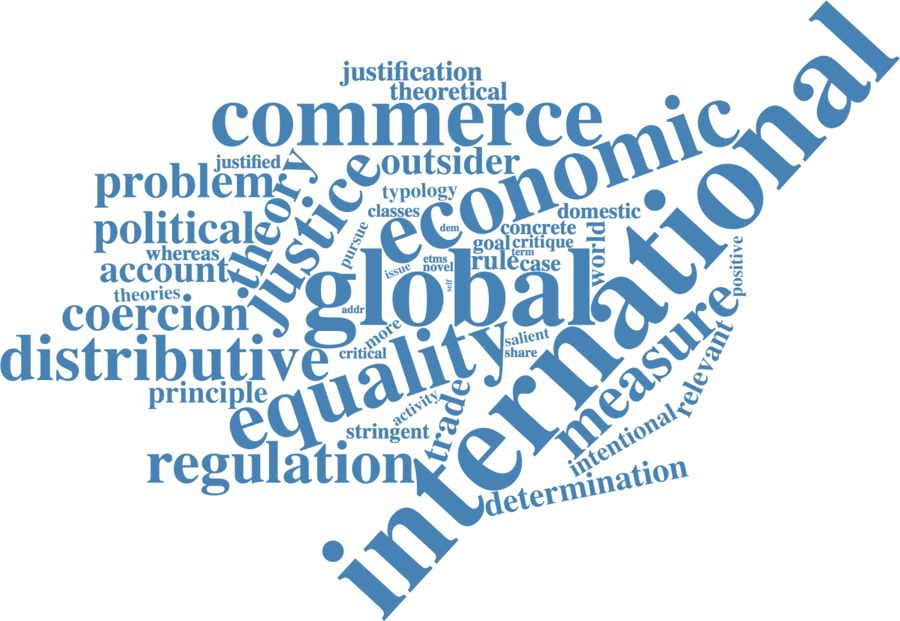 international
justification
theoretical
commerce
economic
justified
outsider
problem
theory
justice
typology
classes
domestic
political
pursue
dem
concrete
goal
critique
world
whereas
term
account
issue
etms
novel
rule
case
positive
theories
global
self
coercion
addr
more
measure
distributive
critical
equality
salient
share
relevant
principle
activity
trade
stringent
intentional
regulation
determination